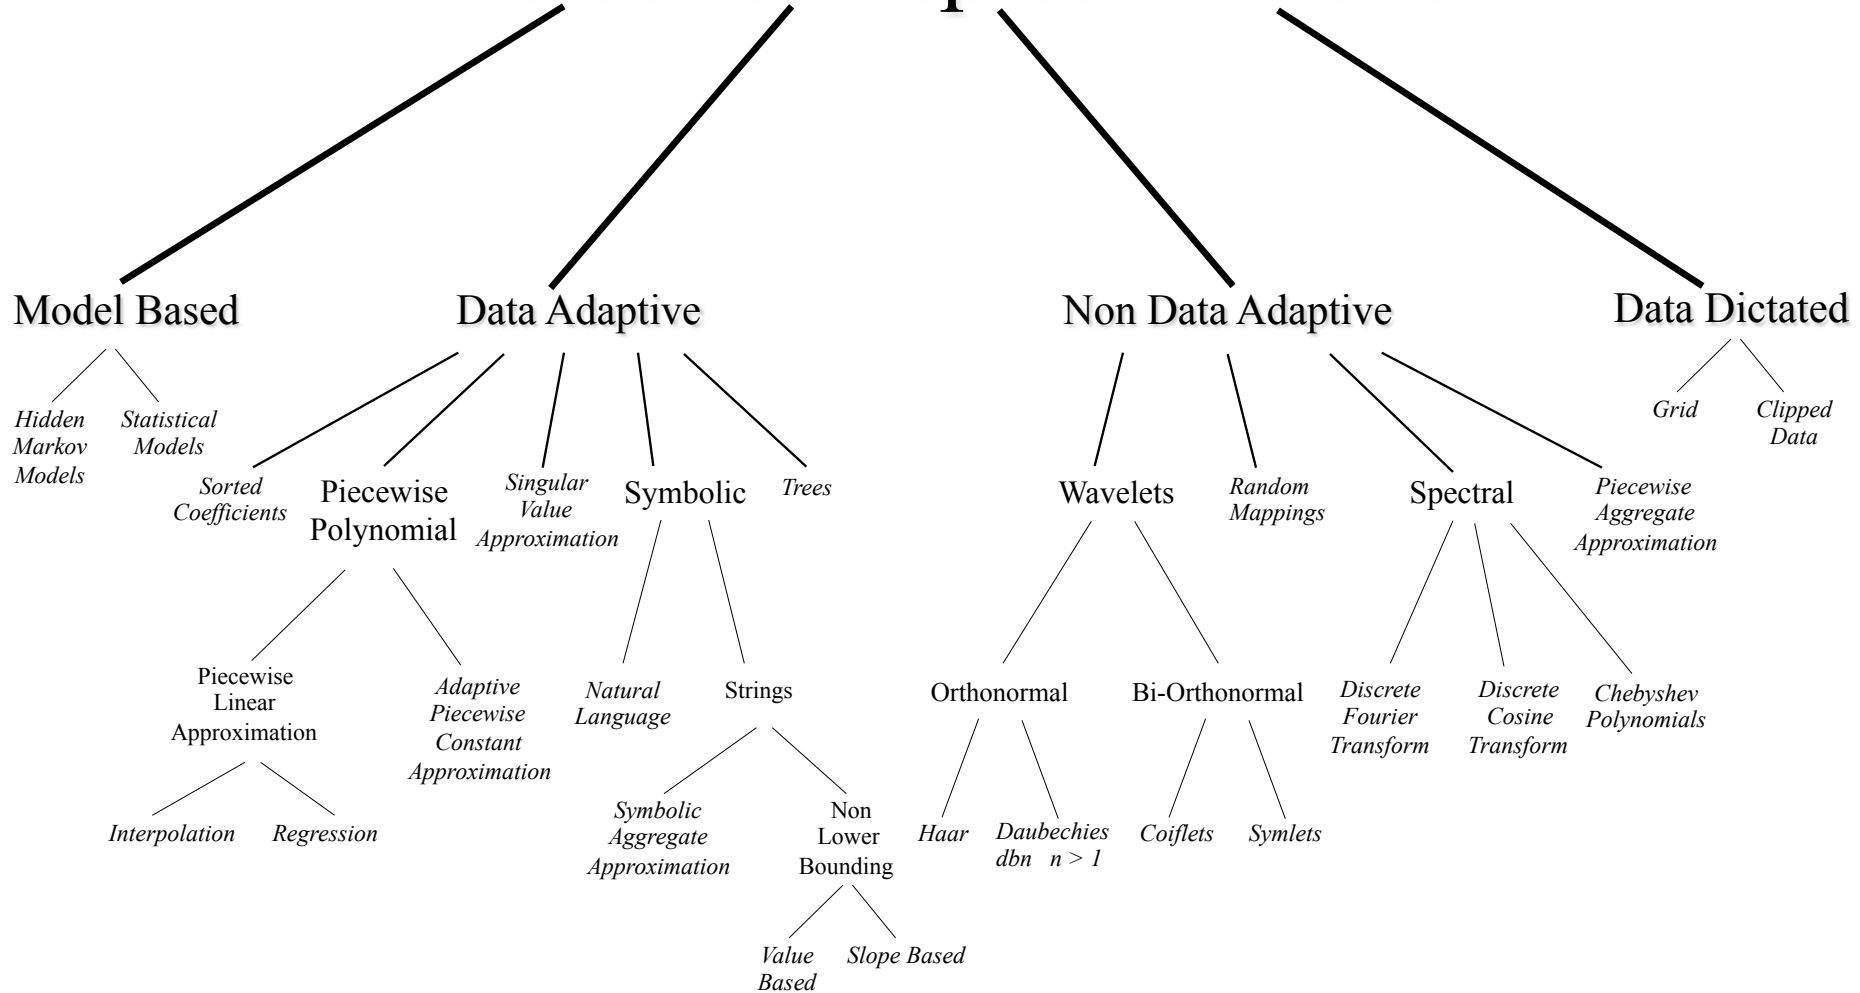 Model Based
Data Adaptive
Non Data Adaptive
Data Dictated
Hidden
Markov
Models
Statistical
Models
Grid
Clipped
Data
Sorted
Coefficients
Piecewise
Polynomial
Singular
Value
Approximation
Symbolic
Trees
Wavelets
Random
Mappings
Spectral
Piecewise
Aggregate
Approximation
Piecewise
Linear
Approximation
Adaptive
Piecewise
Constant
Approximation
Natural
Language
Strings
Orthonormal
Bi-Orthonormal
Discrete
Fourier
Transform
Discrete
Cosine
Transform
Chebyshev
Polynomials
Interpolation
Regression
Symbolic
Aggregate
Approximation
Non
Lower
Bounding
Haar
Daubechies
dbn n > 1
Coiflets
Symlets
Value
Based
Slope Based